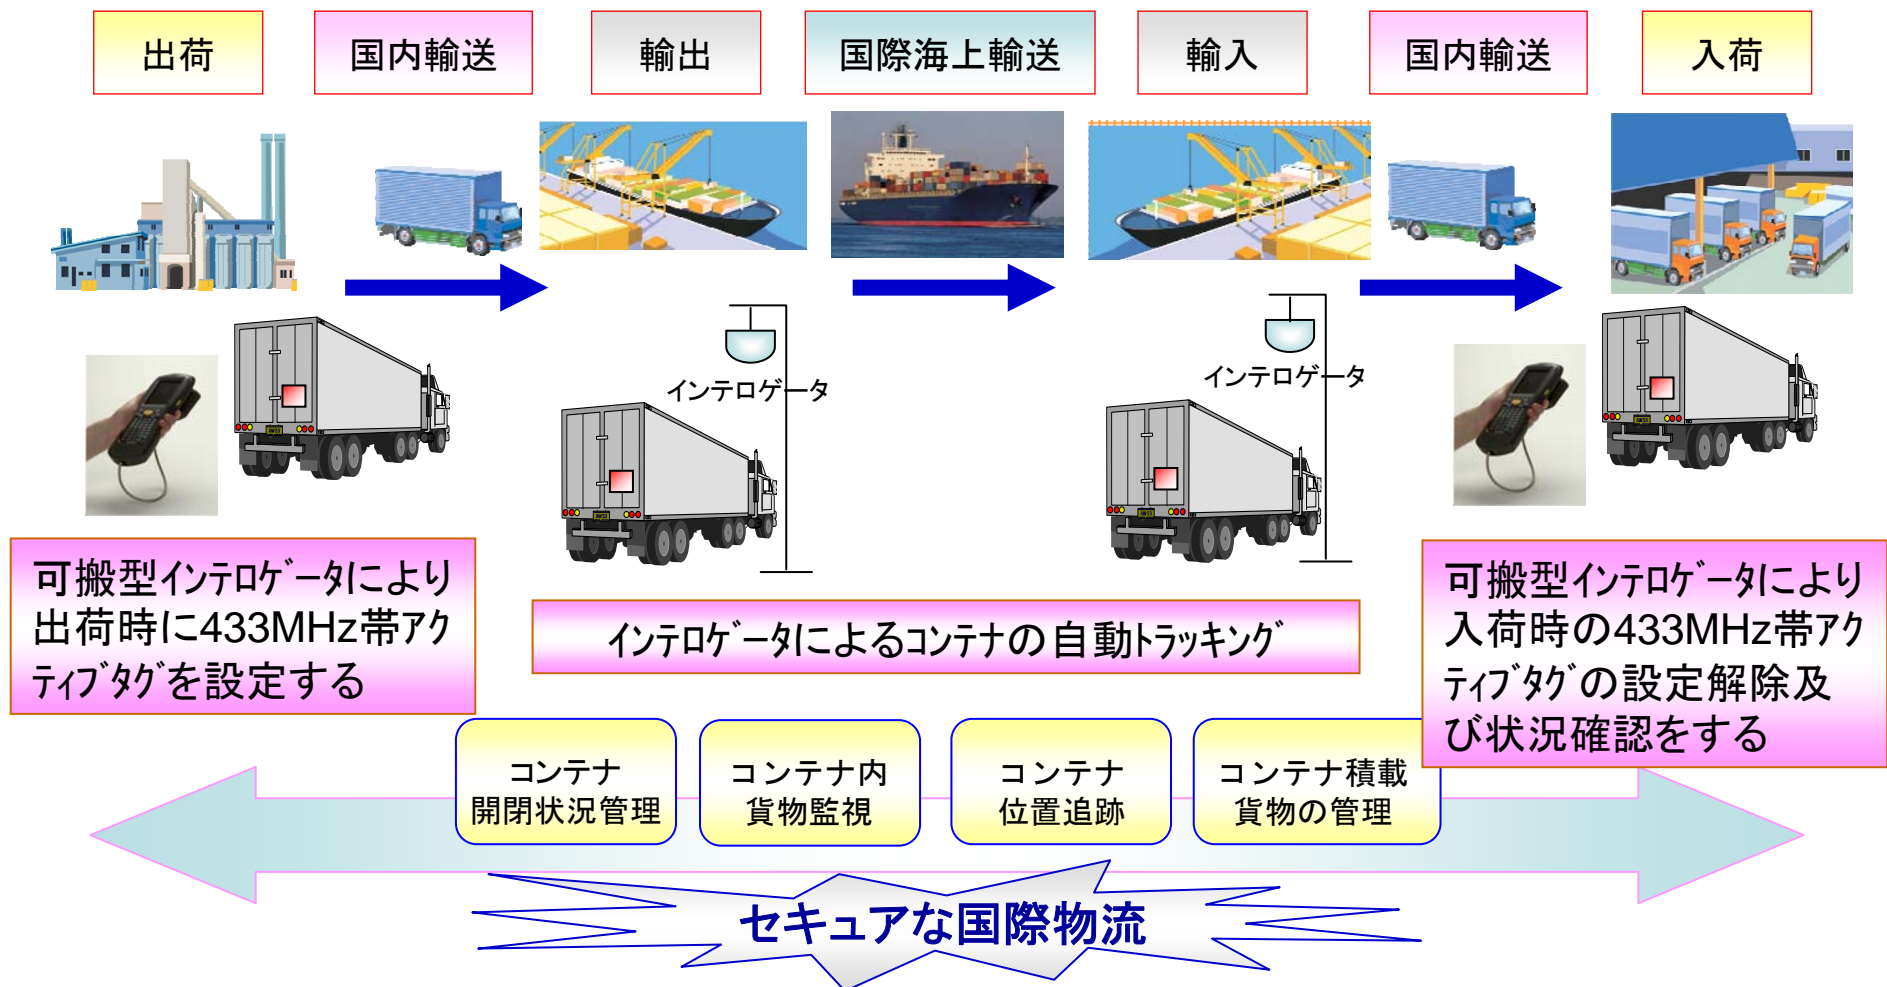 出荷
国内輸送
輸出
国際海上輸送
輸入
国内輸送
入荷
インテロゲータ
インテロゲータ
可搬型インテロゲータにより
出荷時に433MHz帯アク
ティブタグを設定する
インテロゲータによるコンテナの自動トラッキング
可搬型インテロゲータにより
入荷時の433MHz帯アク
ティブタグの設定解除及
び状況確認をする
コンテナ
開閉状況管理
コンテナ内
貨物監視
コンテナ
位置追跡
コンテナ積載
貨物の管理
セキュアな国際物流